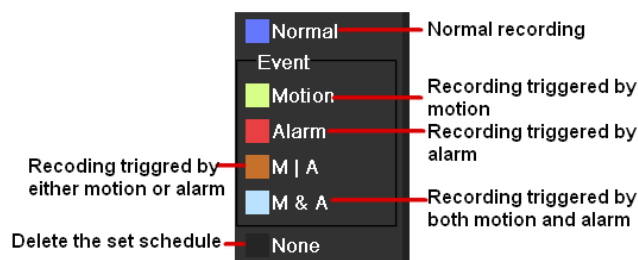 Normal
Normal recording
Event
Motion
Recording triggered by
motion
Alarm
Recording triggered by
alarm
Recoding triggred by
either motion or alarm
M | A
M & A
Recording triggered by
both motion and alarm
Delete the set schedule
None